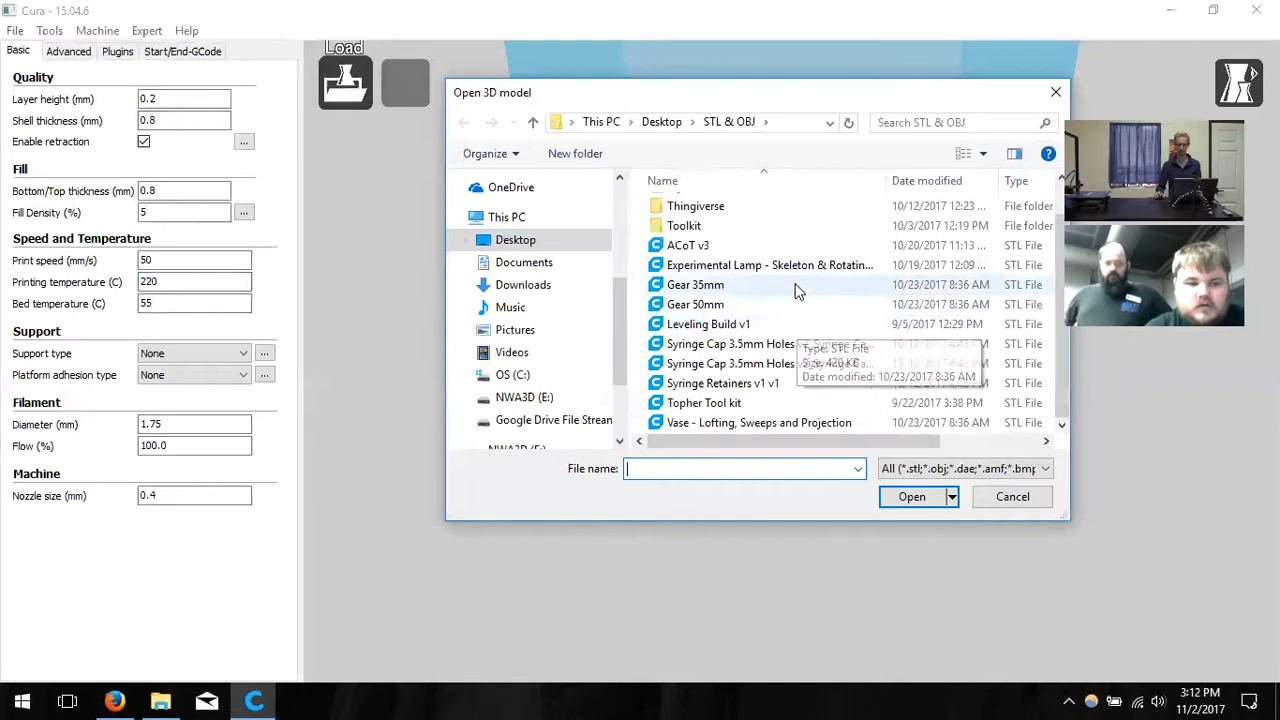 Cura - 15.04.6
File Tools Machine Expert Help
Basic Advanced Plugins Start/End-GCode
Quality
Layer height (mm) 0.2
Shell thickness (mm) 0.8
Enable retraction ...
Fill
Bottom/Top thickness (mm) 0.8
Fill Density (%) 5 ...
Speed and Temperature
Print speed (mm/s) 50
Printing temperature (C) 220
Bed temperature (C) 55
Support
Support type None ...
Platform adhesion type None ...
Filament
Diameter (mm) 1.75
Flow (%) 100.0
Machine
Nozzle size (mm) 0.4
Load
Open 3D model
This PC > Desktop > STL & OBJ >
Search STL & OBJ
Organize New folder
OneDrive
This PC
Desktop
Documents
Downloads
Music
Pictures
Videos
OS (C:)
NWA3D (E:)
Google Drive File Stream
NWA3D (E:)
Name Date modified Type
Thingiverse 10/12/2017 12:23 ... File folder
Toolkit 10/3/2017 12:19 PM File folder
ACoT v3 10/20/2017 11:13 ... STL File
Experimental Lamp - Skeleton & Rotatin... 10/19/2017 12:09 ... STL File
Gear 35mm 10/23/2017 8:36 AM STL File
Gear 50mm 10/23/2017 8:36 AM STL File
Leveling Build v1 9/5/2017 12:29 PM STL File
Syringe Cap 3.5mm Holes STL File
Syringe Cap 3.5mm Holes STL File
Syringe Retainers v1 v1 STL File
Topher Tool kit 9/22/2017 3:38 PM STL File
Vase - Lofting, Sweeps and Projection 10/23/2017 8:36 AM STL File
Type: STL File
Size: 420 KB
Date modified: 10/23/2017 8:36 AM
File name:
All (*.stl;*.obj;*.dae;*.amf;*.bmp
Open Cancel
3:12 PM
11/2/2017